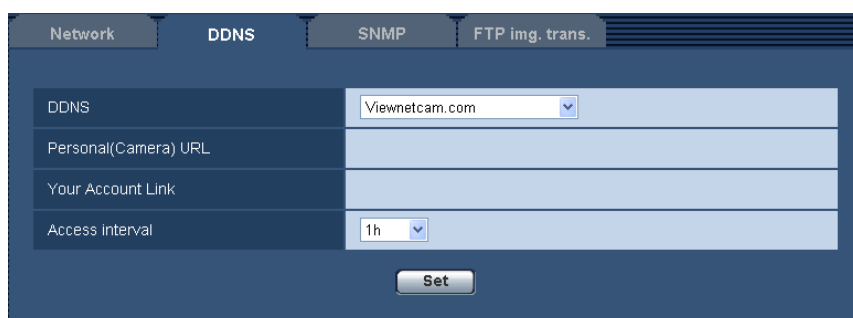 Network DDNS SNMP FTP img. trans.
DDNS Viewnetcam.com
Personal(Camera) URL
Your Account Link
Access interval 1h
Set